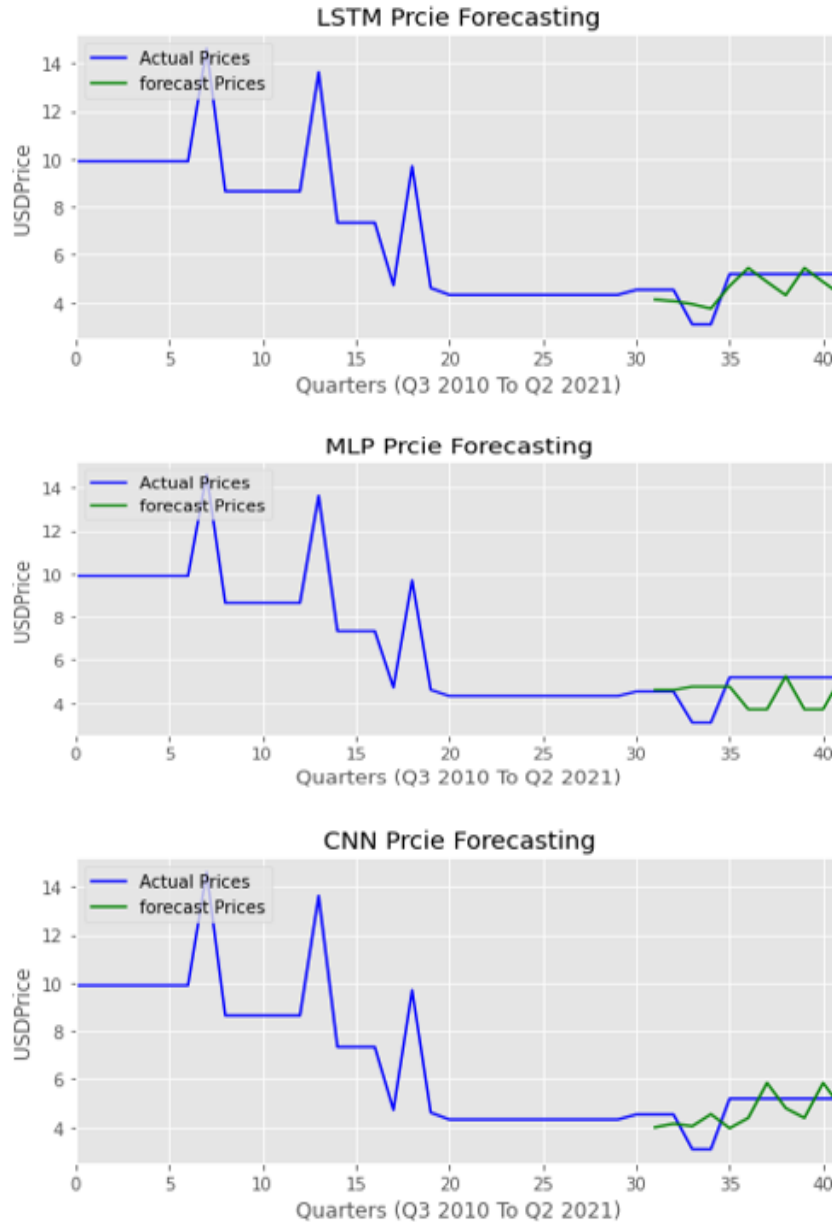 LSTM Prcie Forecasting
Actual Prices
forecast Prices
14
12
10
8
6
4
USDPrice
0 5 10 15 20 25 30 35 40
Quarters (Q3 2010 To Q2 2021)
MLP Prcie Forecasting
Actual Prices
forecast Prices
14
12
10
8
6
4
USDPrice
0 5 10 15 20 25 30 35 40
Quarters (Q3 2010 To Q2 2021)
CNN Prcie Forecasting
Actual Prices
forecast Prices
14
12
10
8
6
4
USDPrice
0 5 10 15 20 25 30 35 40
Quarters (Q3 2010 To Q2 2021)